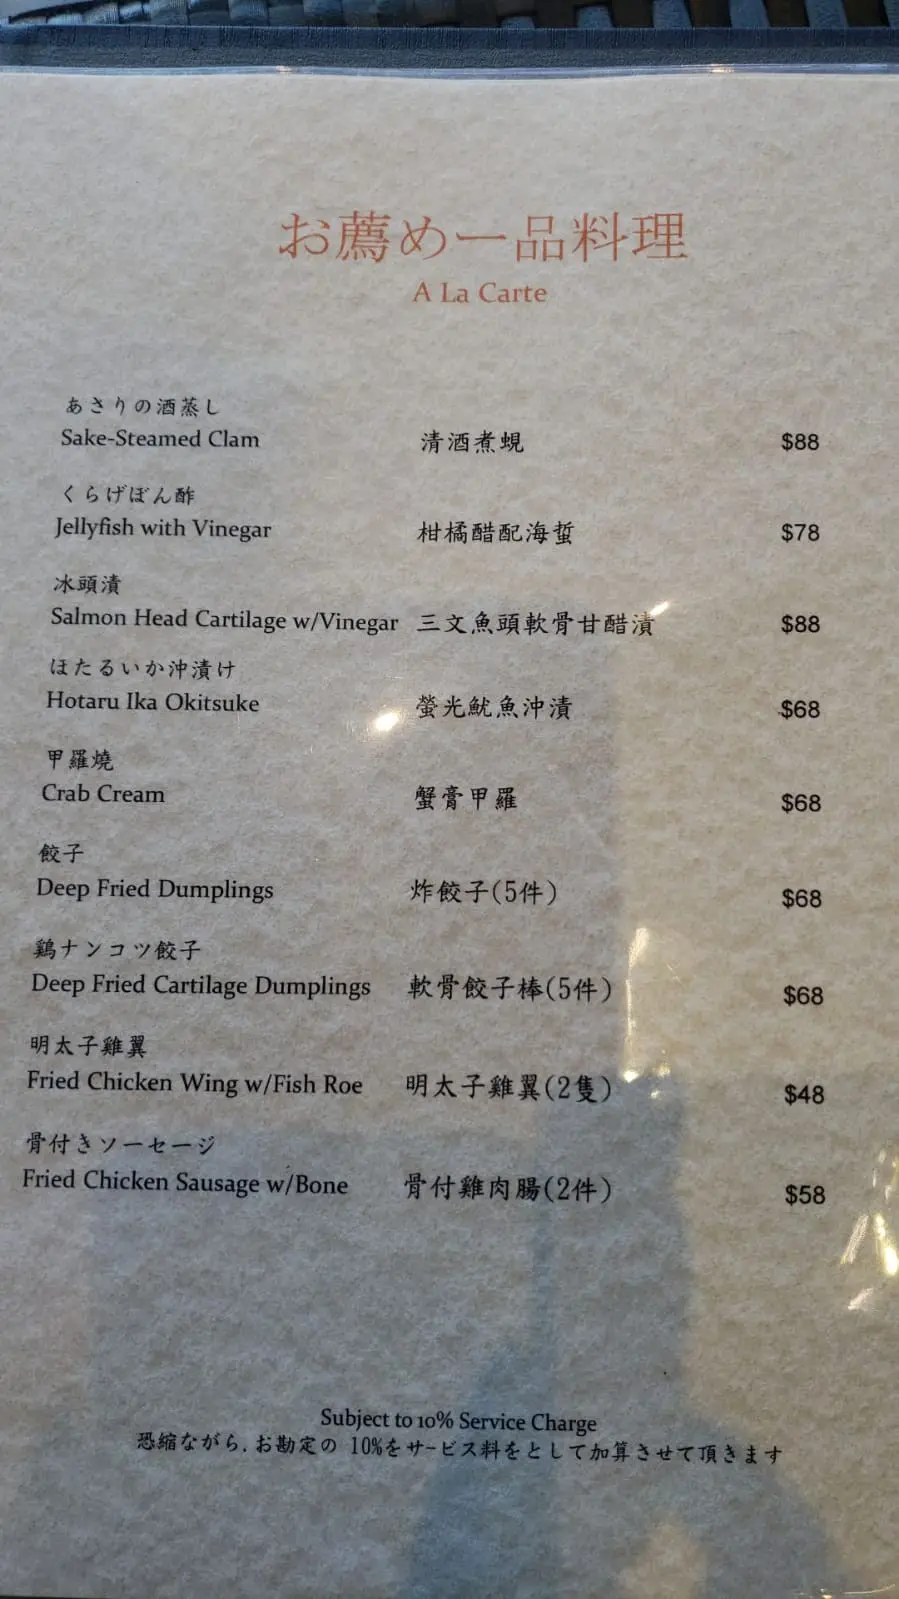 お薦め一品料理
A La Carte
あさりの酒蒸し
Sake-Steamed Clam 清酒煮蜆 $88
くらげぽん酢
Jellyfish with Vinegar 柑橘醋配海蜇 $78
冰頭漬
Salmon Head Cartilage w/Vinegar 三文魚頭軟骨甘醋漬 $88
ほたるいか沖漬け
Hotaru Ika Okitsuke 螢光魷魚沖漬 $68
甲羅燒
Crab Cream 蟹膏甲羅 $68
餃子
Deep Fried Dumplings 炸餃子(5件) $68
鶏ナンコツ餃子
Deep Fried Cartilage Dumplings 軟骨餃子棒(5件) $68
明太子雞翼
Fried Chicken Wing w/Fish Roe 明太子雞翼(2隻) $48
骨付きソーセージ
Fried Chicken Sausage w/Bone 骨付雞肉腸(2件) $58
Subject to 10% Service Charge
恐縮ながら.お勘定の 10%をサービス料をとして加算させて頂きます